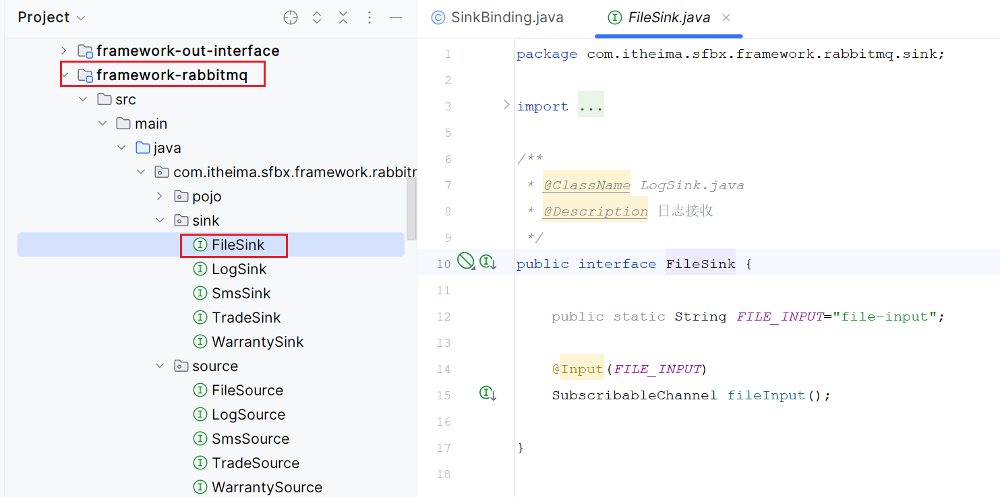 Project
framework-out-interface
framework-rabbitmq
src
main
java
com.itheima.sfbx.framework.rabbitr
pojo
sink
FileSink
LogSink
SmsSink
TradeSink
WarrantySink
source
FileSource
LogSource
SmsSource
TradeSource
WarrantySource
SinkBinding.java
FileSink.java
1 package com.itheima.sfbx.framework.rabbitmq.sink;
2
3 import ...
5
6 /**
7 * @ClassName LogSink.java
8 * @Description 日志接收
9 */
10 public interface FileSink {
11
12 public static String FILE_INPUT="file-input";
13
14 @Input(FILE_INPUT)
15 SubscribableChannel fileInput();
16
17 }
18